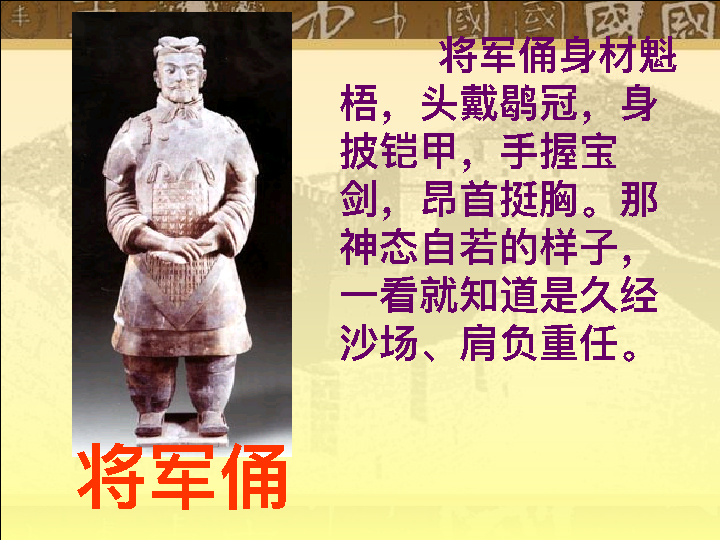 将军俑身材魁
梧，头戴鹖冠，身
披铠甲，手握宝
剑，昂首挺胸。那
神态自若的样子，
一看就知道是久经
沙场、肩负重任。
将军俑